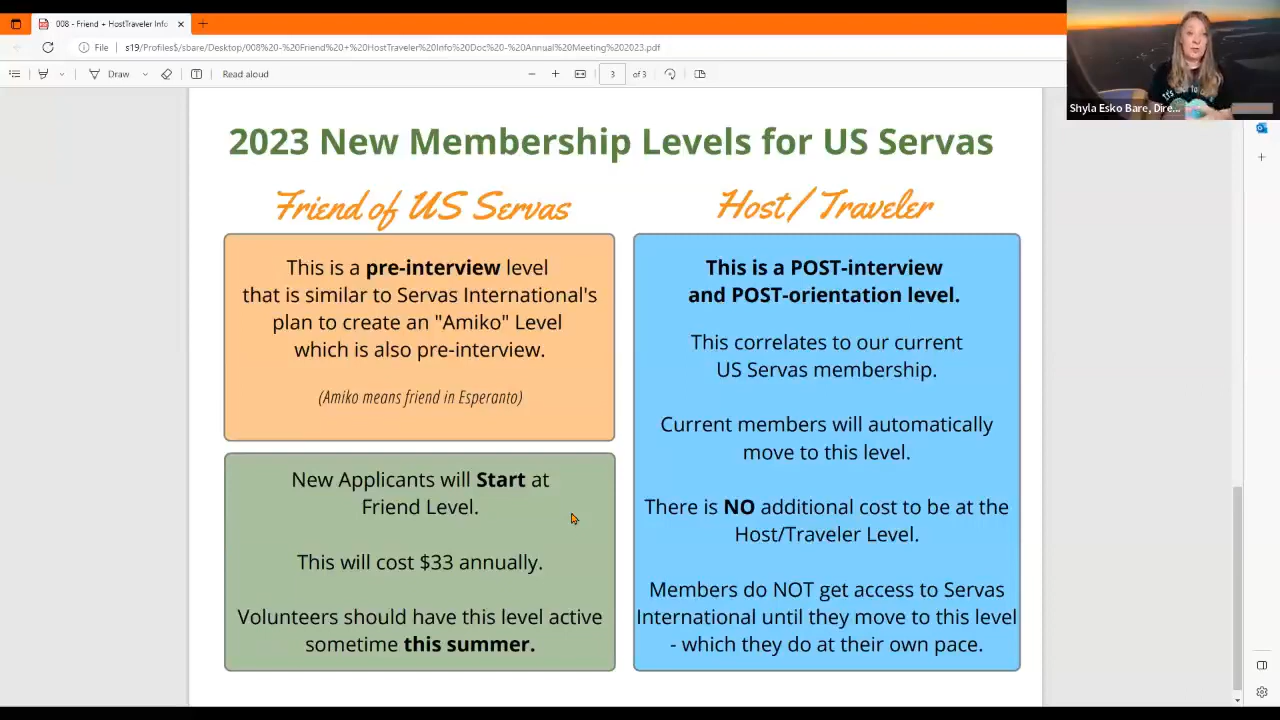 008 - Friend + HostTraveler Info
File
s19/Profiles$/sbare/Desktop/008%20-%20Friend%20+%20HostTraveler%20Info%20Doc%20-%20Annual%20Meeting%202023.pdf
Draw
Read aloud
3
of 3
Shyla Esko Bare, Dire...
2023 New Membership Levels for US Servas
Friend of US Servas
This is a pre-interview level
that is similar to Servas International's
plan to create an "Amiko" Level
which is also pre-interview.
(Amiko means friend in Esperanto)
New Applicants will Start at
Friend Level.
This will cost $33 annually.
Volunteers should have this level active
sometime this summer.
Host/Traveler
This is a POST-interview
and POST-orientation level.
This correlates to our current
US Servas membership.
Current members will automatically
move to this level.
There is NO additional cost to be at the
Host/Traveler Level.
Members do NOT get access to Servas
International until they move to this level
- which they do at their own pace.